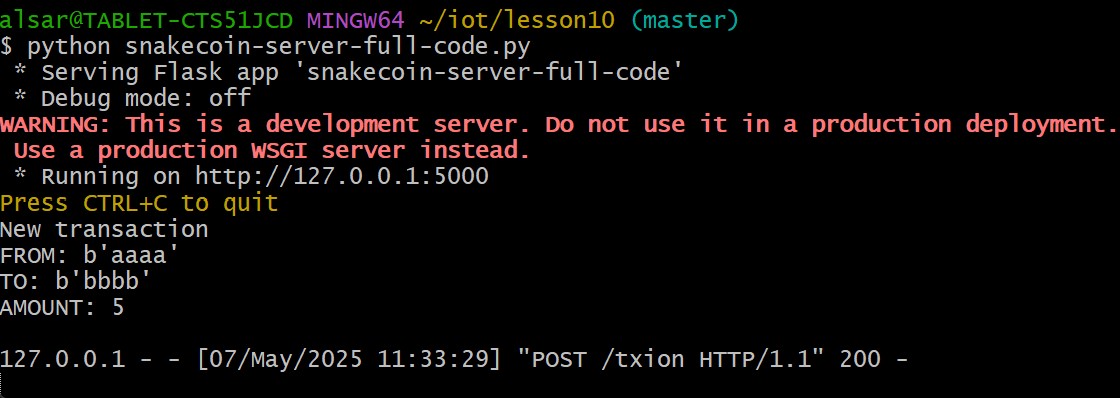 alsar@TABLET-CTS51JCD MINGW64 ~/iot/lesson10 (master)
$ python snakecoin-server-full-code.py
 * Serving Flask app 'snakecoin-server-full-code'
 * Debug mode: off
WARNING: This is a development server. Do not use it in a production deployment.
 Use a production WSGI server instead.
 * Running on http://127.0.0.1:5000
Press CTRL+C to quit
New transaction
FROM: b'aaaa'
TO: b'bbbb'
AMOUNT: 5

127.0.0.1 - - [07/May/2025 11:33:29] "POST /txion HTTP/1.1" 200 -